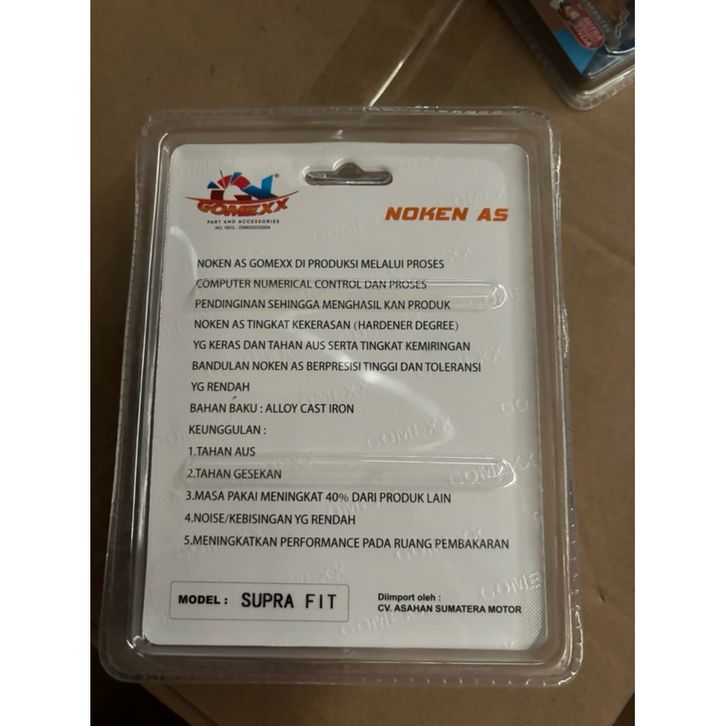 GOMEXX
PART AND ACCESSORIES
NOKEN AS
NOKEN AS GOMEXX DI PRODUKSI MELALUI PROSES
COMPUTER NUMERICAL CONTROL DAN PROSES
PENDINGINAN SEHINGGA MENGHASIL KAN PRODUK
NOKEN AS TINGKAT KEKERASAN (HARDENER DEGREE)
YG KERAS DAN TAHAN AUS SERTA TINGKAT KEMIRINGAN
BANDULAN NOKEN AS BERPRESISI TINGGI DAN TOLERANSI
YG RENDAH
BAHAN BAKU : ALLOY CAST IRON
KEUNGGULAN :
1.TAHAN AUS
2.TAHAN GESEKAN
3.MASA PAKAI MENINGKAT 40% DARI PRODUK LAIN
4.NOISE/KEBISINGAN YG RENDAH
5.MENINGKATKAN PERFORMANCE PADA RUANG PEMBAKARAN
MODEL : SUPRA FIT
Diimport oleh :
CV. ASAHAN SUMATERA MOTOR